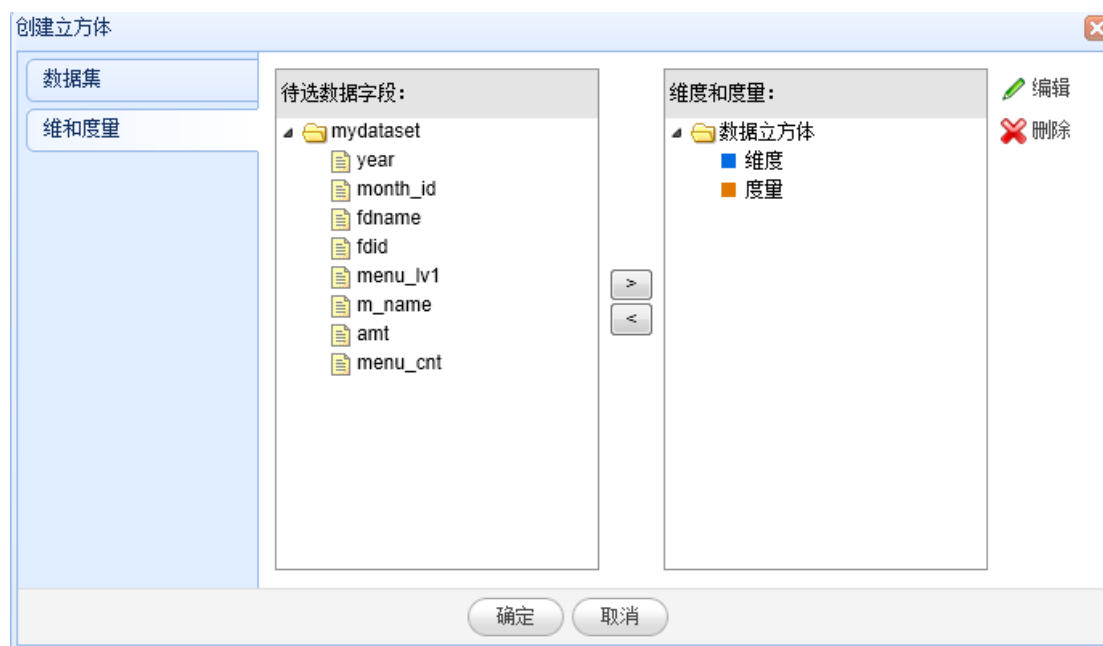 创建立方体
数据集
维和度量
待选数据字段：
mydataset
year
month_id
fdname
fdid
menu_lv1
m_name
amt
menu_cnt
>
<
维度和度量：
数据立方体
维度
度量
编辑
删除
确定
取消